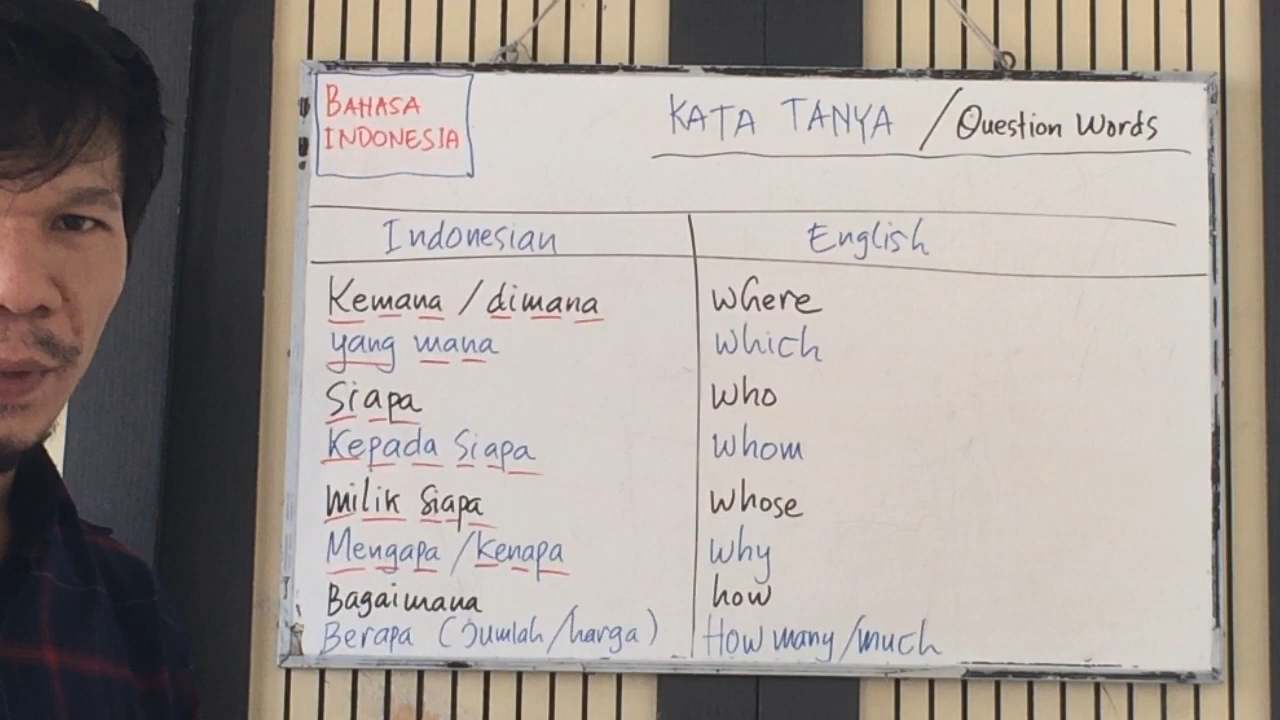 BAHASA
INDONESIA
KATA TANYA / Question Words
Indonesian English
Kemana / dimana where
yang mana which
Siapa who
Kepada Siapa whom
milik Siapa whose
Mengapa / Kenapa why
Bagaimana how
Berapa (Jumlah/harga) How many/much